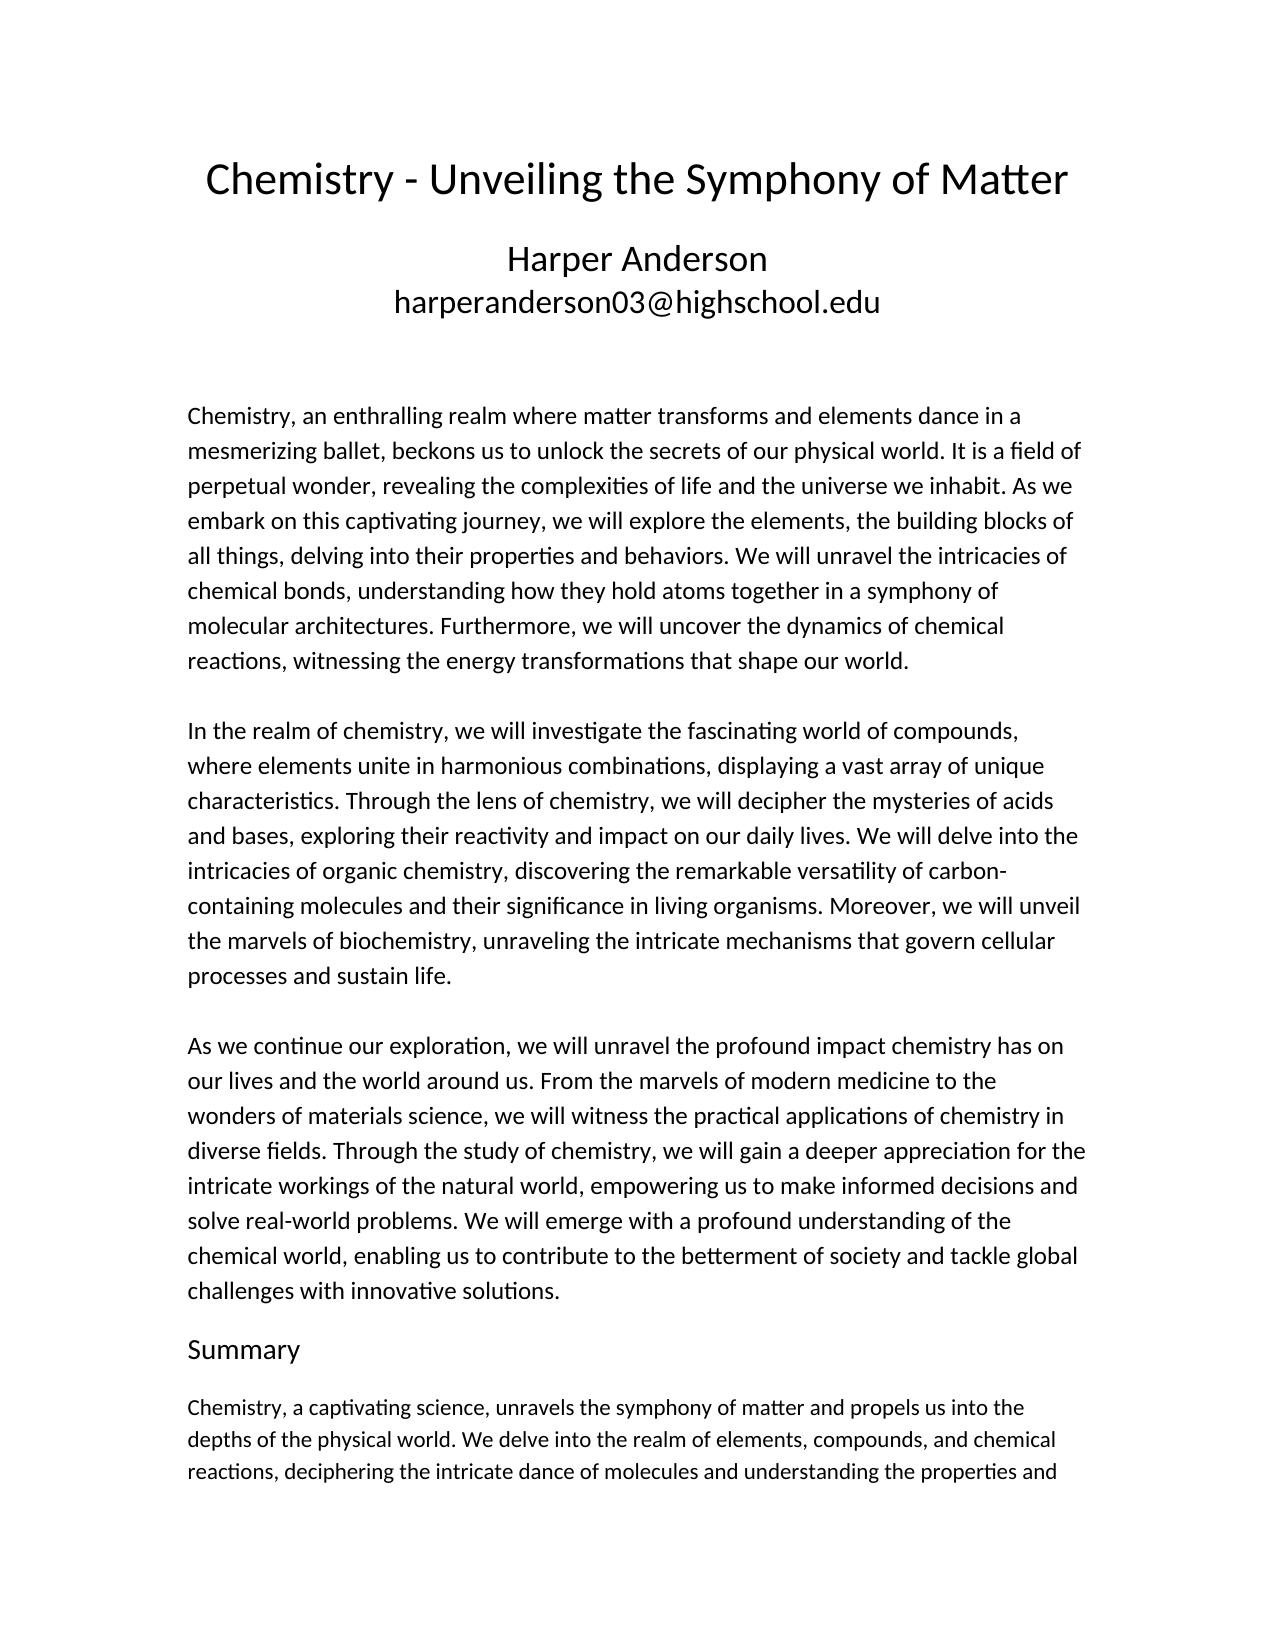 Chemistry - Unveiling the Symphony of Matter
Harper Anderson
harperanderson03@highschool.edu
Chemistry, an enthralling realm where matter transforms and elements dance in a
mesmerizing ballet, beckons us to unlock the secrets of our physical world. It is a field of
perpetual wonder, revealing the complexities of life and the universe we inhabit. As we
embark on this captivating journey, we will explore the elements, the building blocks of
all things, delving into their properties and behaviors. We will unravel the intricacies of
chemical bonds, understanding how they hold atoms together in a symphony of
molecular architectures. Furthermore, we will uncover the dynamics of chemical
reactions, witnessing the energy transformations that shape our world.
In the realm of chemistry, we will investigate the fascinating world of compounds,
where elements unite in harmonious combinations, displaying a vast array of unique
characteristics. Through the lens of chemistry, we will decipher the mysteries of acids
and bases, exploring their reactivity and impact on our daily lives. We will delve into the
intricacies of organic chemistry, discovering the remarkable versatility of carbon-
containing molecules and their significance in living organisms. Moreover, we will unveil
the marvels of biochemistry, unraveling the intricate mechanisms that govern cellular
processes and sustain life.
As we continue our exploration, we will unravel the profound impact chemistry has on
our lives and the world around us. From the marvels of modern medicine to the
wonders of materials science, we will witness the practical applications of chemistry in
diverse fields. Through the study of chemistry, we will gain a deeper appreciation for the
intricate workings of the natural world, empowering us to make informed decisions and
solve real-world problems. We will emerge with a profound understanding of the
chemical world, enabling us to contribute to the betterment of society and tackle global
challenges with innovative solutions.
Summary
Chemistry, a captivating science, unravels the symphony of matter and propels us into the
depths of the physical world. We delve into the realm of elements, compounds, and chemical
reactions, deciphering the intricate dance of molecules and understanding the properties and